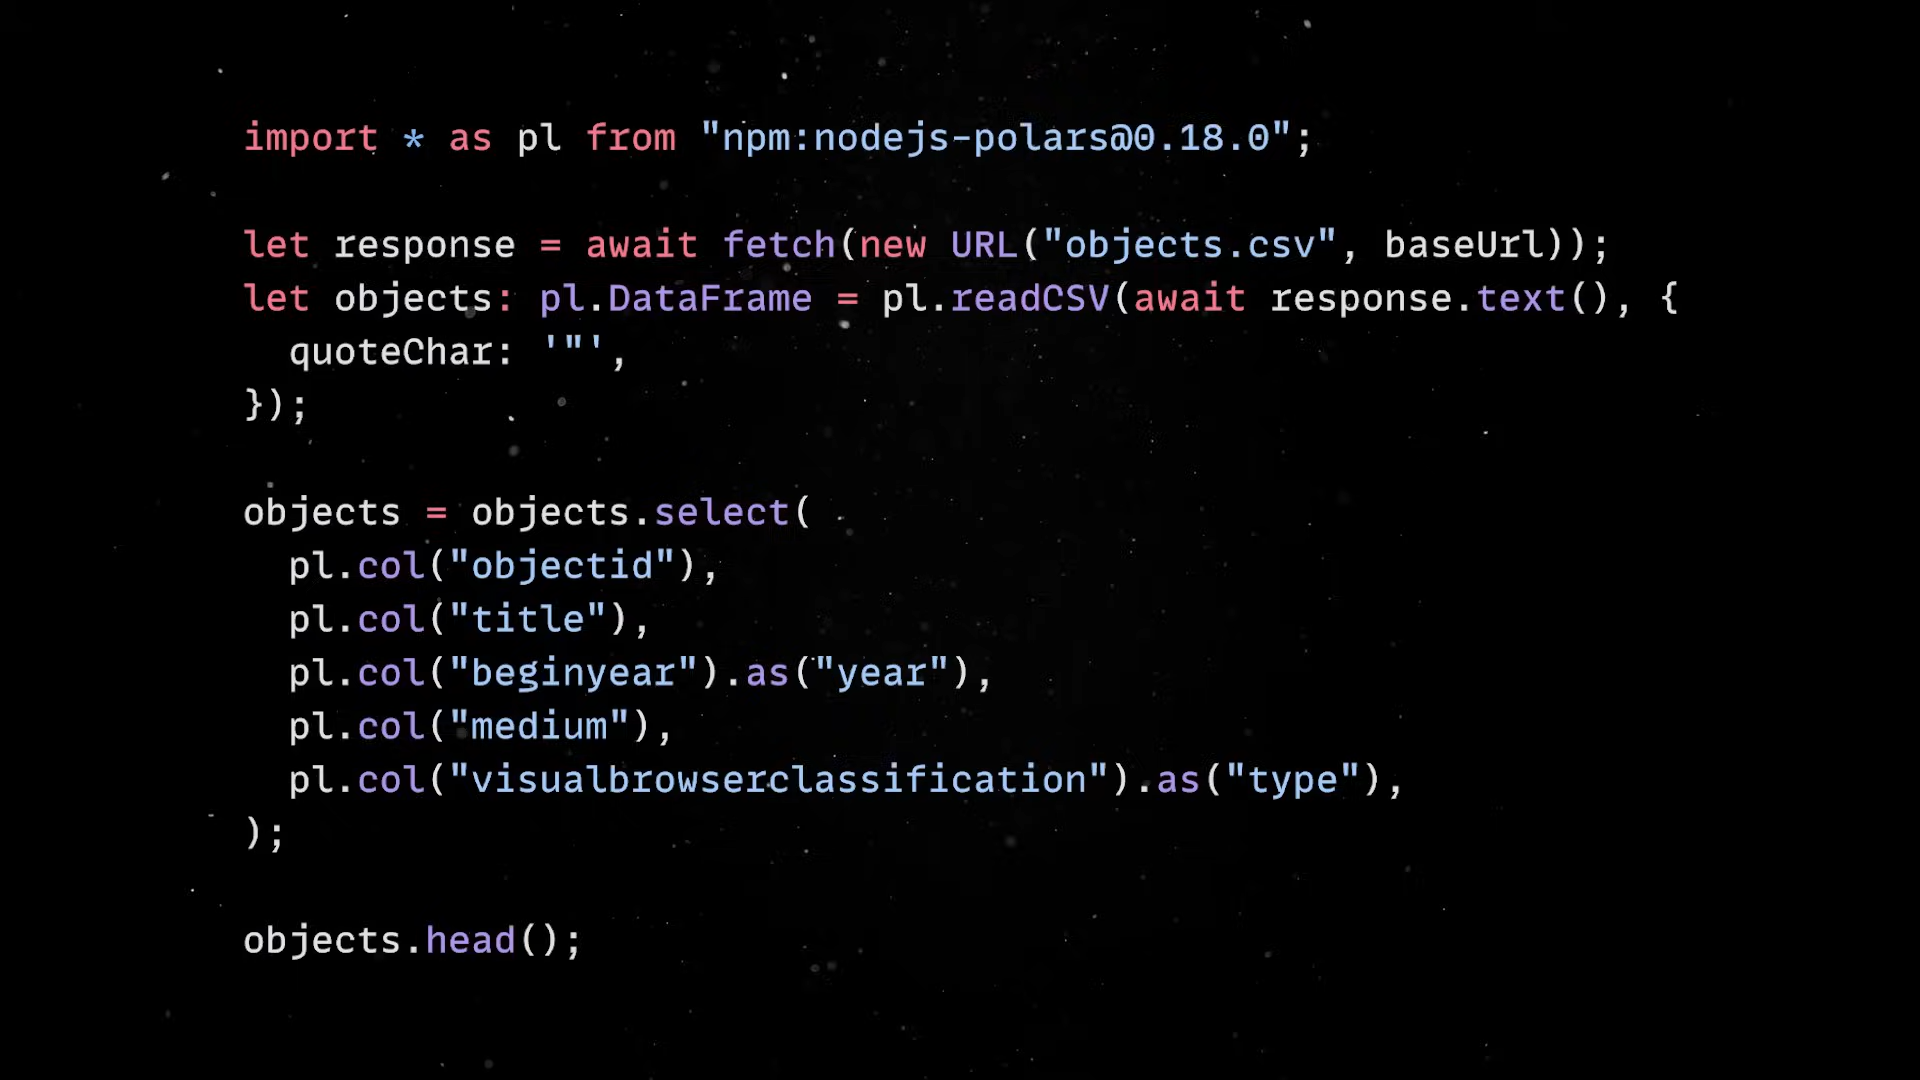 import * as pl from "npm:nodejs-polars@0.18.0";
let response = await fetch(new URL("objects.csv", baseUrl));
let objects: pl.DataFrame = pl.readCSV(await response.text(), {
  quoteChar: '"',
});
objects = objects.select(
  pl.col("objectid"),
  pl.col("title"),
  pl.col("beginyear").as("year"),
  pl.col("medium"),
  pl.col("visualbrowserclassification").as("type"),
);
objects.head();